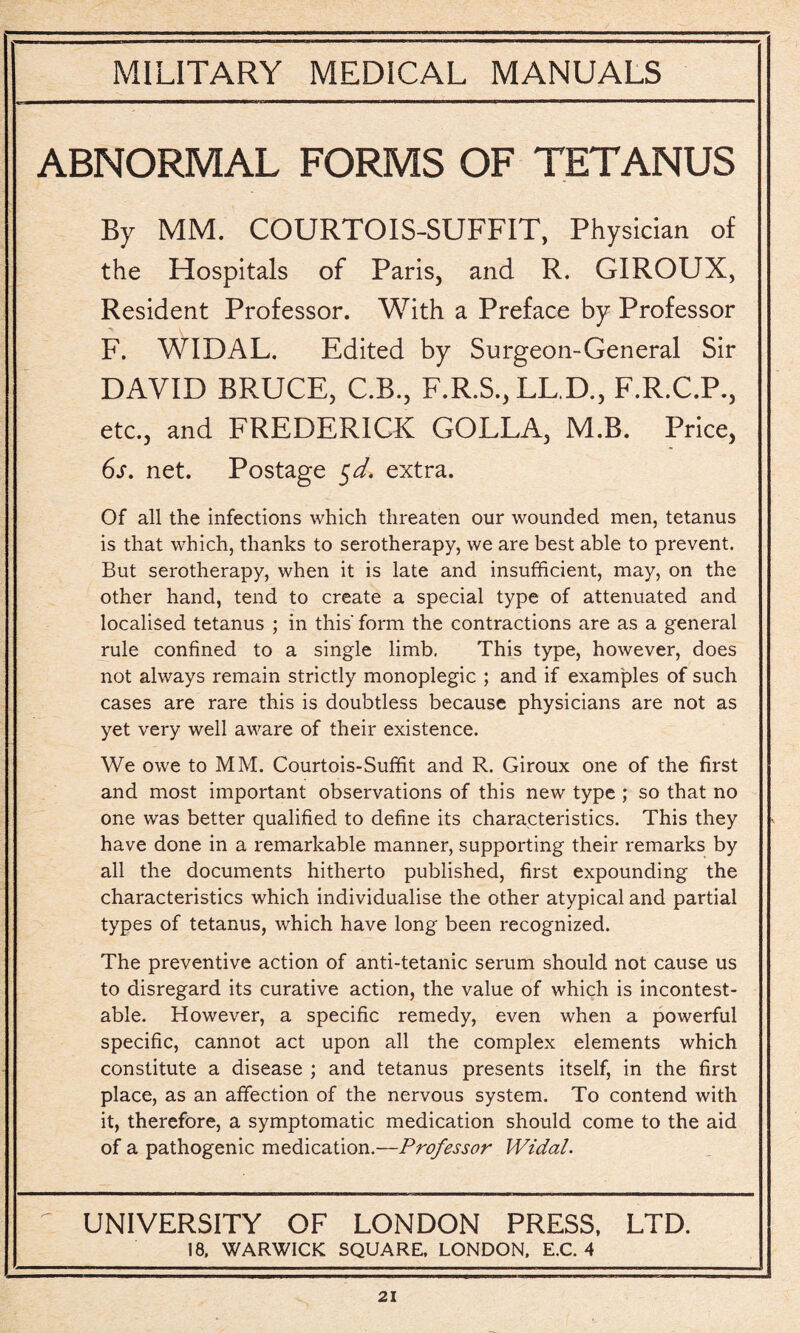 MILITARY MEDICAL MANUALS
ABNORMAL FORMS OF TETANUS
By MM. COURTOIS-SUFFIT, Physician of
the Hospitals of Paris, and R. GIROUX,
Resident Professor. With a Preface by Professor
F. WIDAL. Edited by Surgeon-General Sir
DAVID BRUCE, C.B., F.R.S., LL.D., F.R.C.P.,
etc., and FREDERICK GOLLA, M.B. Price,
6s. net. Postage 5d. extra.
Of all the infections which threaten our wounded men, tetanus
is that which, thanks to serotherapy, we are best able to prevent.
But serotherapy, when it is late and insufficient, may, on the
other hand, tend to create a special type of attenuated and
localised tetanus ; in this form the contractions are as a general
rule confined to a single limb. This type, however, does
not always remain strictly monoplegic ; and if examples of such
cases are rare this is doubtless because physicians are not as
yet very well aware of their existence.
We owe to MM. Courtois-Suffit and R. Giroux one of the first
and most important observations of this new type ; so that no
one was better qualified to define its characteristics. This they
have done in a remarkable manner, supporting their remarks by
all the documents hitherto published, first expounding the
characteristics which individualise the other atypical and partial
types of tetanus, which have long been recognized.
The preventive action of anti-tetanic serum should not cause us
to disregard its curative action, the value of which is incontest-
able. However, a specific remedy, even when a powerful
specific, cannot act upon all the complex elements which
constitute a disease ; and tetanus presents itself, in the first
place, as an affection of the nervous system. To contend with
it, therefore, a symptomatic medication should come to the aid
of a pathogenic medication.—Professor Widal.
UNIVERSITY OF LONDON PRESS, LTD.
18, WARWICK SQUARE, LONDON, E.C. 4
21